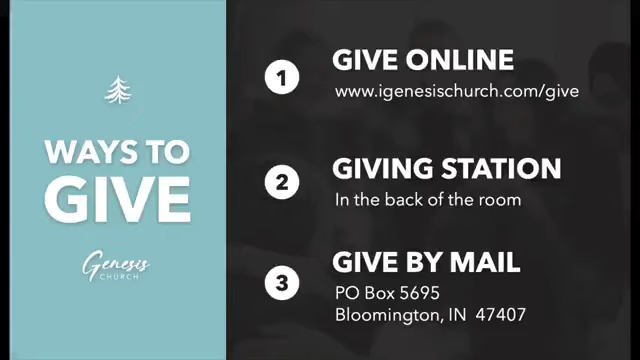 WAYS TO
GIVE
Genesis
CHURCH
1
GIVE ONLINE
www.igenesischurch.com/give
2
GIVING STATION
In the back of the room
3
GIVE BY MAIL
PO Box 5695
Bloomington, IN 47407